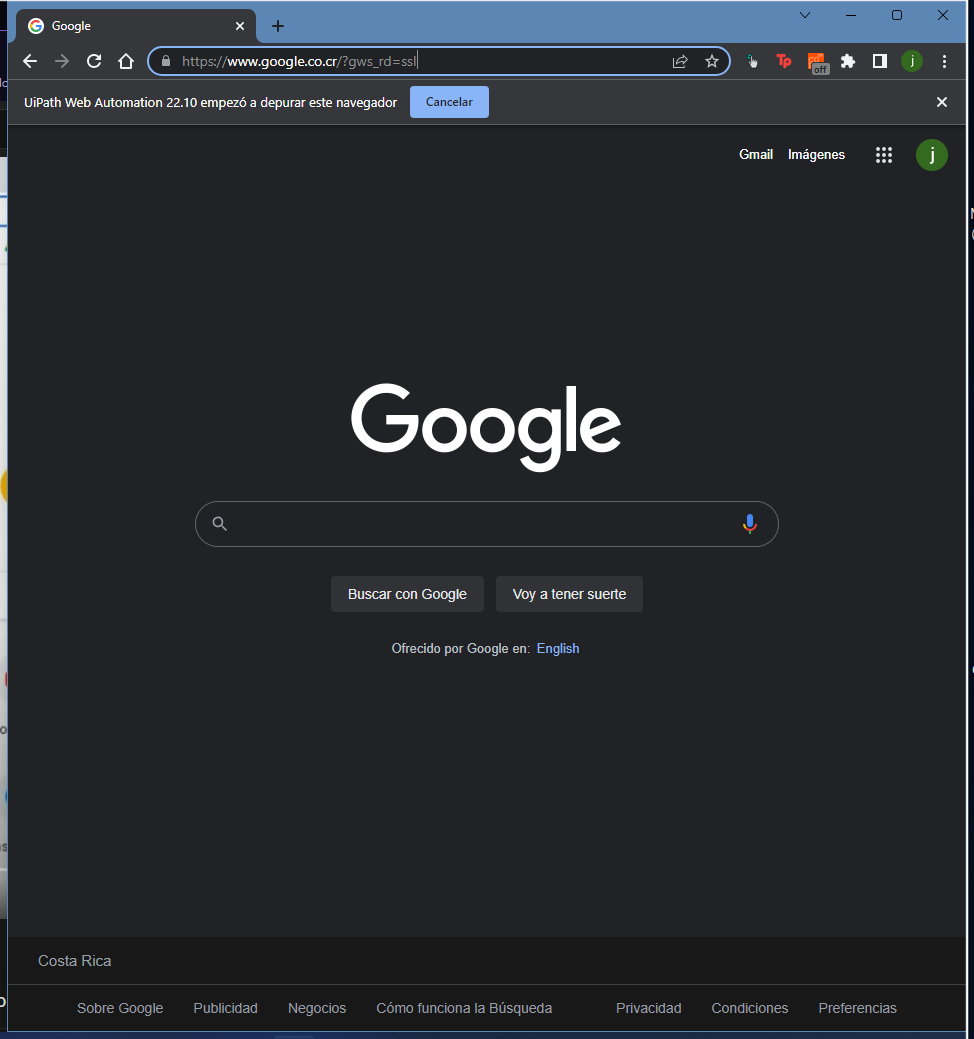 Google
https://www.google.co.cr/?gws_rd=ssl
Tp
off
j
UiPath Web Automation 22.10 empezó a depurar este navegador
Cancelar
Gmail Imágenes
j
Google
Buscar con Google Voy a tener suerte
Ofrecido por Google en: English
Costa Rica
Sobre Google Publicidad Negocios Cómo funciona la Búsqueda Privacidad Condiciones Preferencias